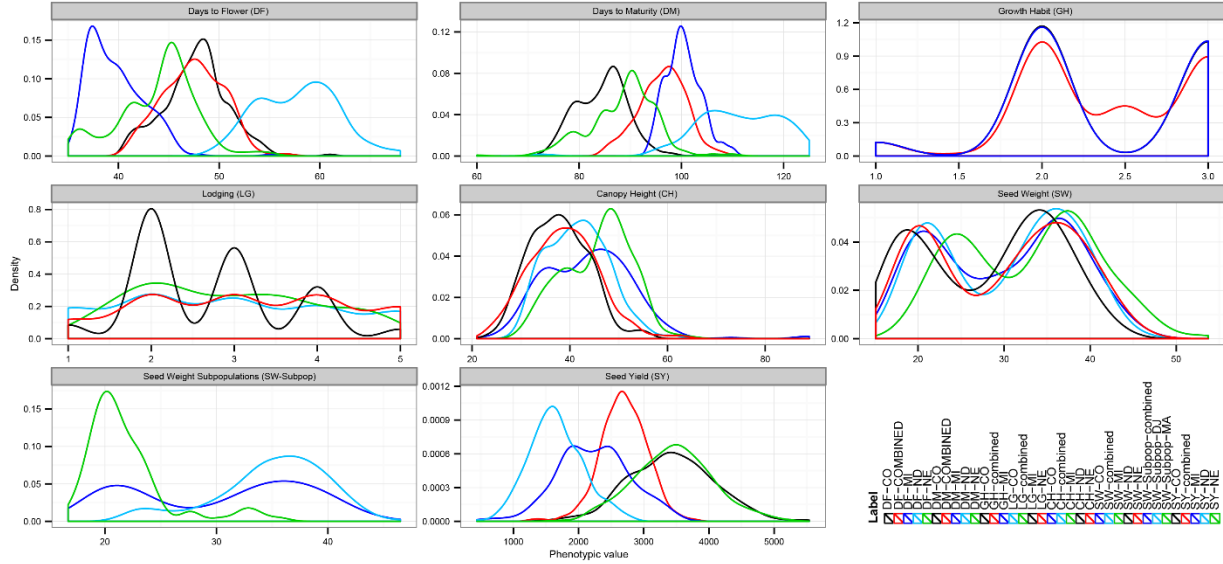 Days to Flower (DF)
0.15
0.10
0.05
0.00
40
50
60
Days to Maturity (DM)
0.12
0.08
0.04
0.00
60
80
100
120
Growth Habit (GH)
1.2
0.9
0.6
0.3
0.0
1.0
1.5
2.0
2.5
3.0
Lodging (LG)
0.8
0.6
0.4
0.2
0.0
1
2
3
4
5
Canopy Height (CH)
0.06
0.04
0.02
0.00
20
40
60
80
Seed Weight (SW)
0.04
0.02
0.00
20
30
40
50
Seed Weight Subpopulations (SW-Subpop)
0.15
0.10
0.05
0.00
20
30
40
Seed Yield (SY)
0.0012
0.0009
0.0006
0.0003
0.0000
1000
2000
3000
4000
5000
Density
Phenotypic value
Label
DF-CO
DF-COMBINED
DF-MI
DF-ND
DF-NE
DM-CO
DM-COMBINED
DM-MI
DM-ND
DM-NE
GH-CO
GH-combined
GH-MI
LG-CO
LG-combined
LG-MI
LG-NE
CH-CO
CH-combined
CH-MI
CH-ND
CH-NE
SW-CO
SW-combined
SW-MI
SW-ND
SW-NE
SW-Subpop-combined
SW-Subpop-DJ
SW-Subpop-MA
SY-CO
SY-combined
SY-MI
SY-ND
SY-NE